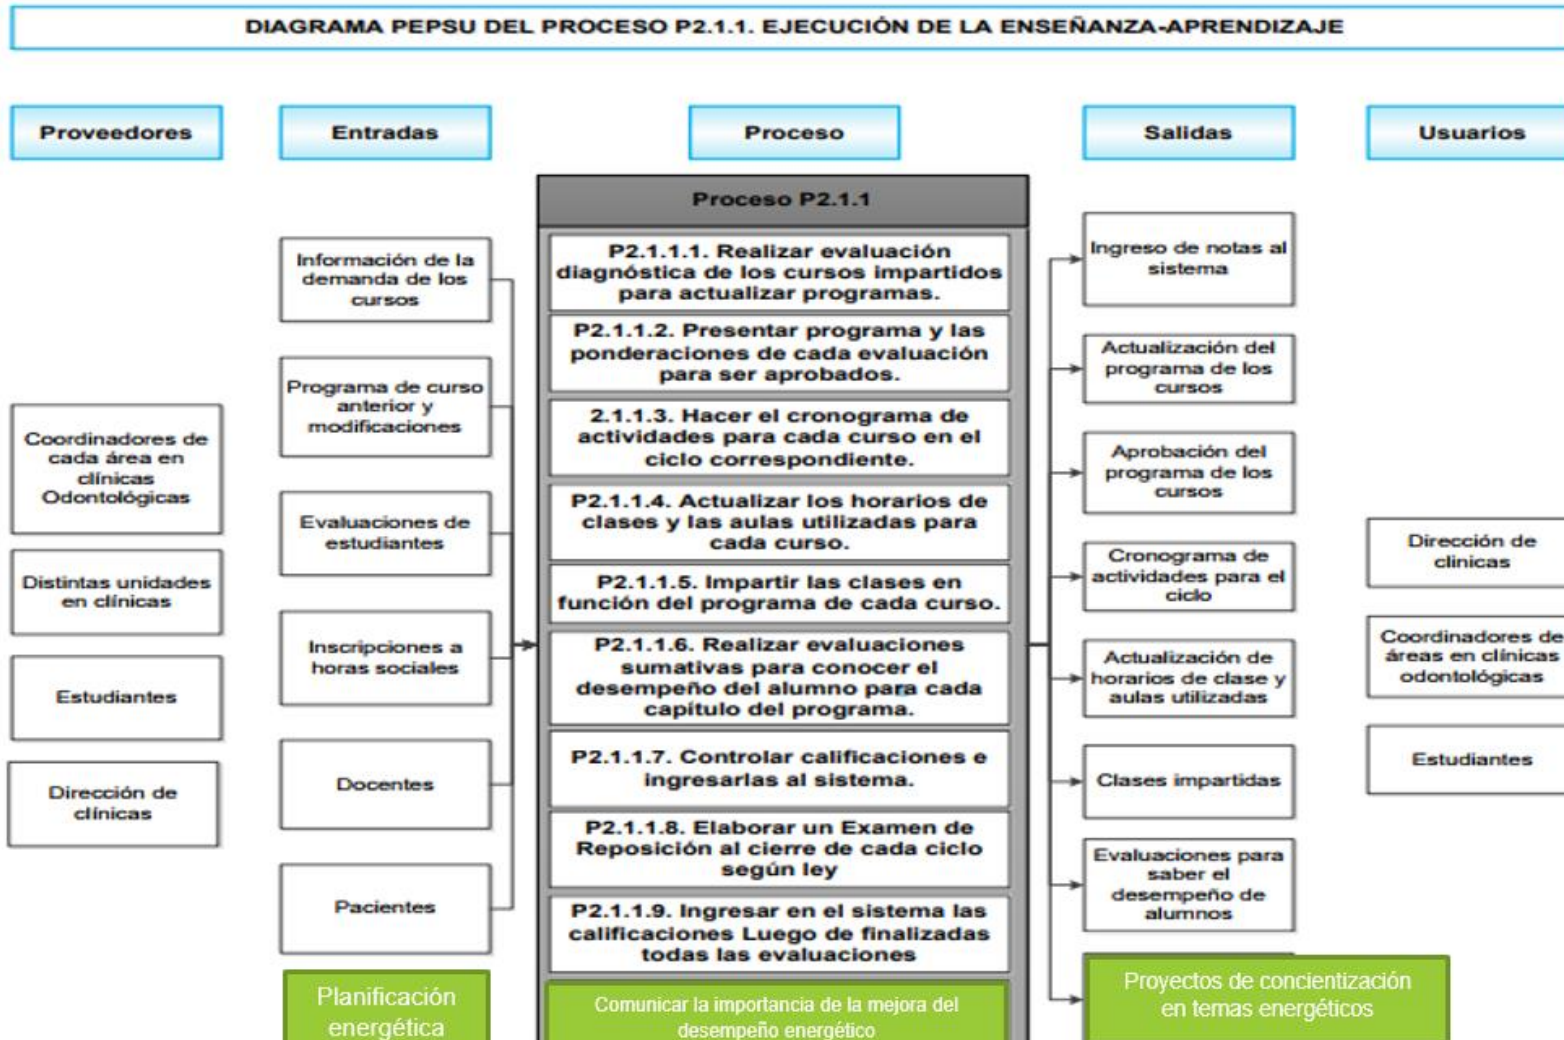 DIAGRAMA PEPSU DEL PROCESO P2.1.1. EJECUCIÓN DE LA ENSEÑANZA-APRENDIZAJE
Proveedores
Entradas
Proceso
Salidas
Usuarios
Coordinadores de
cada área en
clínicas
Odontológicas
Distintas unidades
en clínicas
Estudiantes
Dirección de
clínicas
Información de la
demanda de los
cursos
Programa de curso
anterior y
modificaciones
Evaluaciones de
estudiantes
Inscripciones a
horas sociales
Docentes
Pacientes
Planificación
energética
Proceso P2.1.1
P2.1.1.1. Realizar evaluación
diagnóstica de los cursos impartidos
para actualizar programas.
P2.1.1.2. Presentar programa y las
ponderaciones de cada evaluación
para ser aprobados.
2.1.1.3. Hacer el cronograma de
actividades para cada curso en el
ciclo correspondiente.
P2.1.1.4. Actualizar los horarios de
clases y las aulas utilizadas para
cada curso.
P2.1.1.5. Impartir las clases en
función del programa de cada curso.
P2.1.1.6. Realizar evaluaciones
sumativas para conocer el
desempeño del alumno para cada
capítulo del programa.
P2.1.1.7. Controlar calificaciones e
ingresarlas al sistema.
P2.1.1.8. Elaborar un Examen de
Reposición al cierre de cada ciclo
según ley
P2.1.1.9. Ingresar en el sistema las
calificaciones Luego de finalizadas
todas las evaluaciones
Comunicar la importancia de la mejora del
desempeño energético
Ingreso de notas al
sistema
Actualización del
programa de los
cursos
Aprobación del
programa de los
cursos
Cronograma de
actividades para el
ciclo
Actualización de
horarios de clase y
aulas utilizadas
Clases impartidas
Evaluaciones para
saber el
desempeño de
alumnos
Proyectos de concientización
en temas energéticos
Dirección de
clinicas
Coordinadores de
áreas en clínicas
odontológicas
Estudiantes